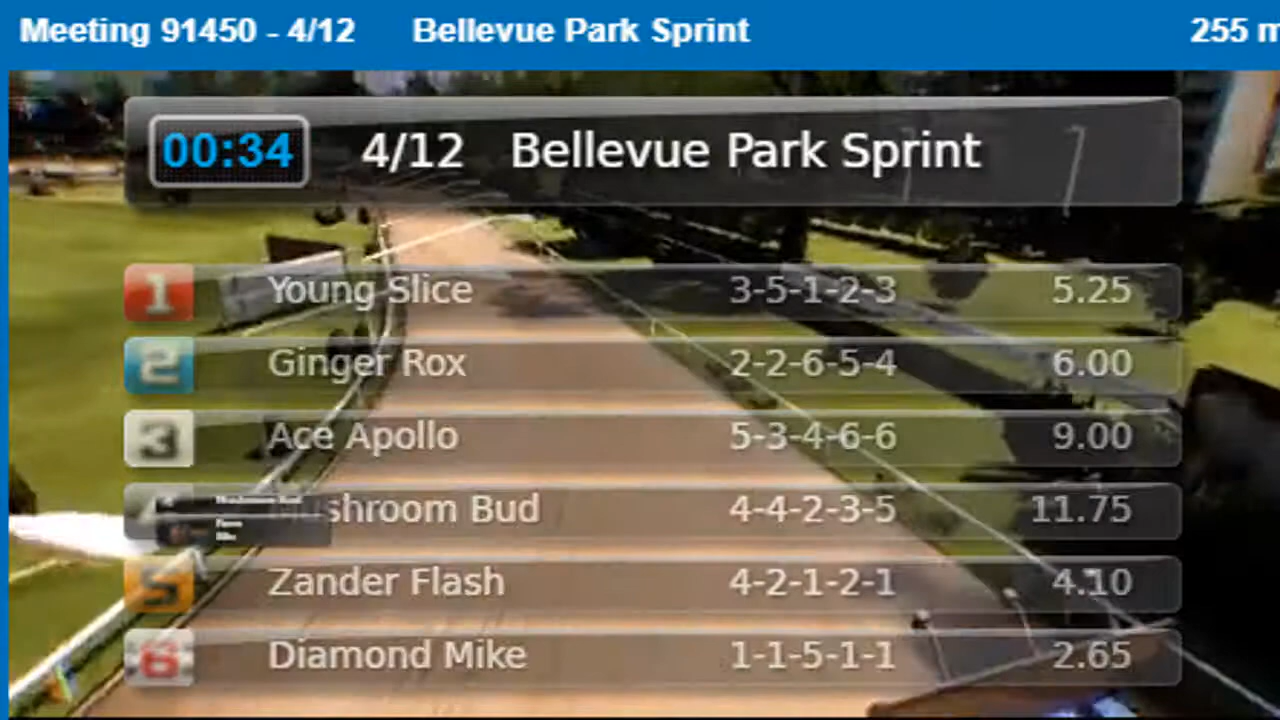 Meeting 91450 - 4/12 Bellevue Park Sprint 255 m
00:34 4/12 Bellevue Park Sprint
1 Young Slice 3-5-1-2-3 5.25
2 Ginger Rox 2-2-6-5-4 6.00
3 Ace Apollo 5-3-4-6-6 9.00
4 Mushroom Bud 4-4-2-3-5 11.75
5 Zander Flash 4-2-1-2-1 4.10
6 Diamond Mike 1-1-5-1-1 2.65